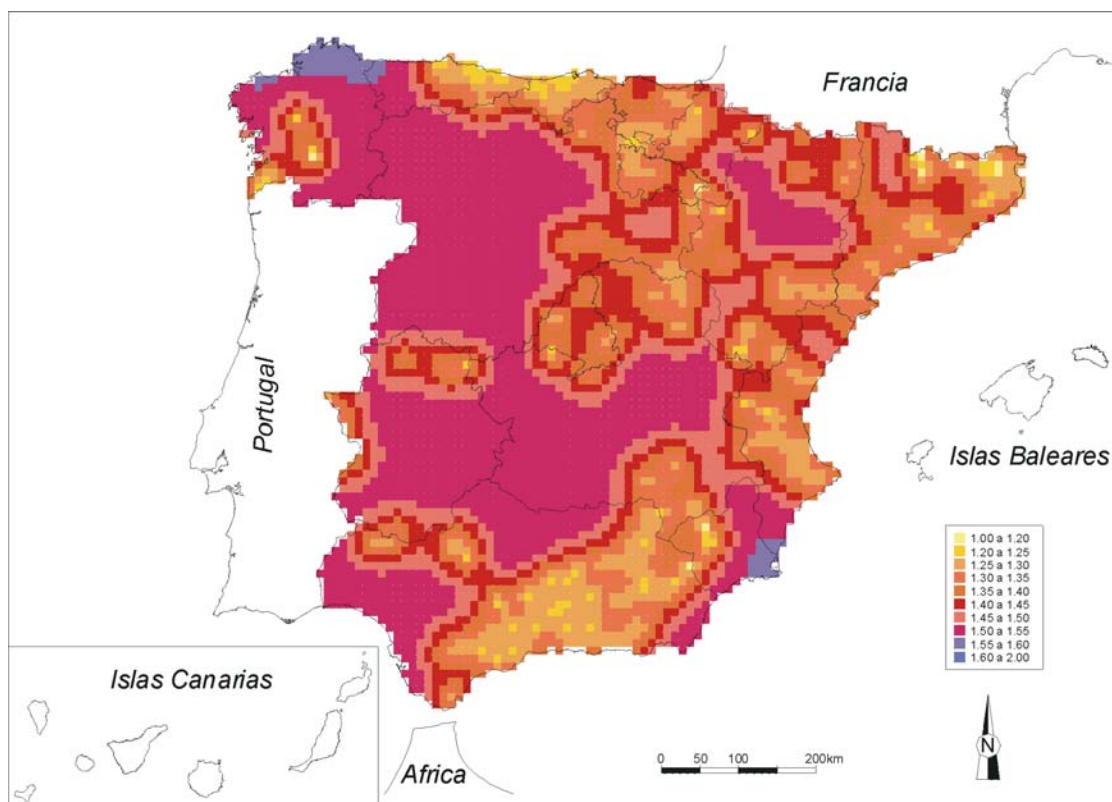 Francia
Portugal
Islas Baleares
1.00 a 1.20
1.20 a 1.25
1.25 a 1.30
1.30 a 1.35
1.35 a 1.40
1.40 a 1.45
1.45 a 1.50
1.50 a 1.55
1.55 a 1.60
1.60 a 2.00
Islas Canarias
Africa
0 50 100 200km
N